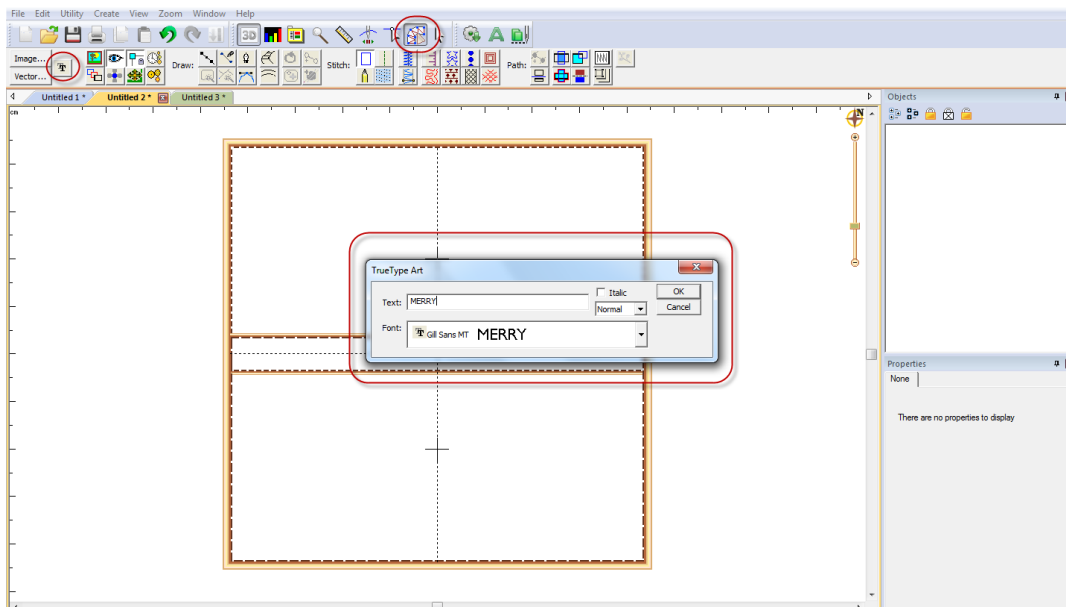 File Edit Utility Create View Zoom Window Help
3D A
Image... T Draw: Stitch: Path:
Vector...
Untitled 1 * Untitled 2 * Untitled 3 *
Objects
cm
N
TrueType Art
Text: MERRY Italic OK
Normal Cancel
Font: T Gill Sans MT MERRY
Properties
None
There are no properties to display